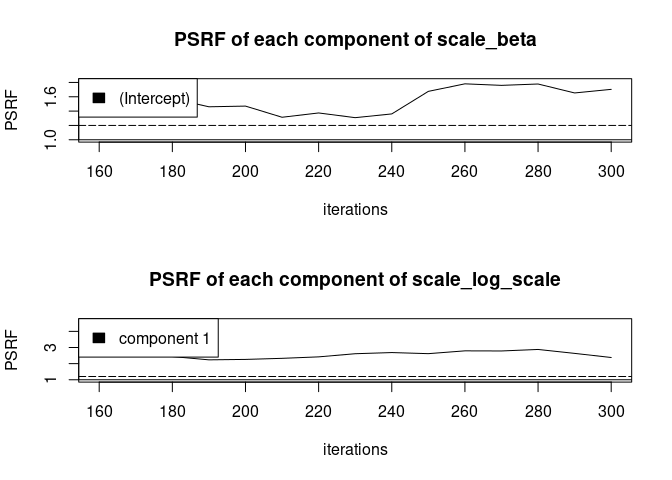 PSRF of each component of scale_beta
PSRF
1.6
1.0
(Intercept)
160 180 200 220 240 260 280 300
iterations
PSRF of each component of scale_log_scale
PSRF
3
1
component 1
160 180 200 220 240 260 280 300
iterations